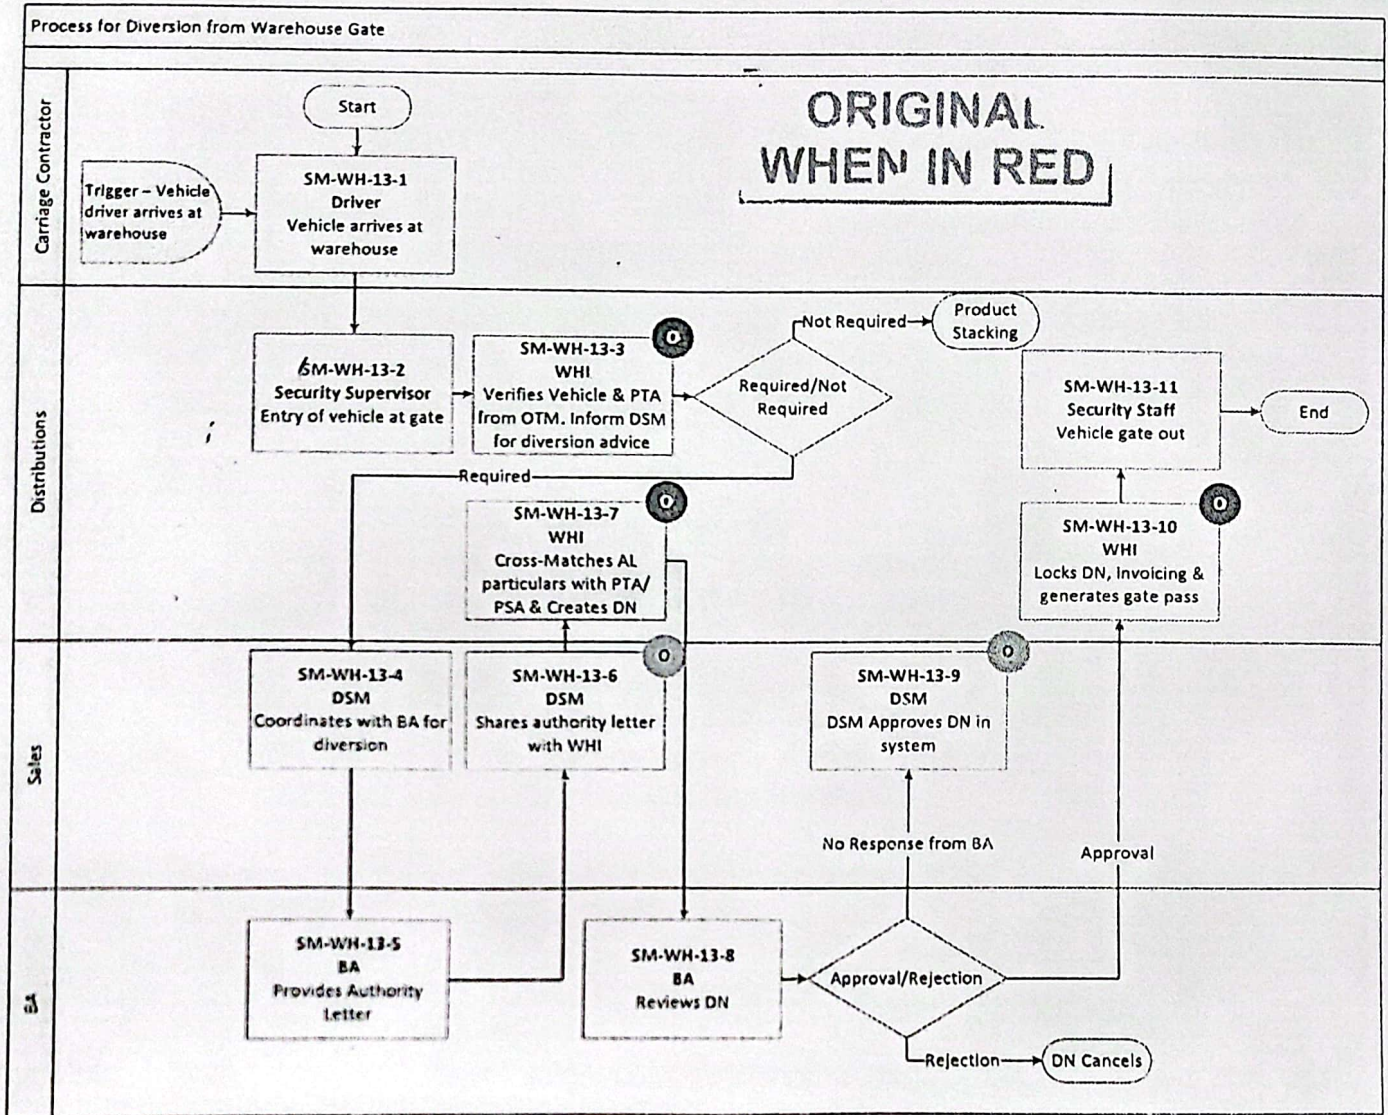 Process for Diversion from Warehouse Gate
Carriage Contractor
Start
ORIGINAL
WHEN IN RED
Trigger – Vehicle
driver arrives at
warehouse
SM-WH-13-1
Driver
Vehicle arrives at
warehouse
Distributions
SM-WH-13-2
Security Supervisor
Entry of vehicle at gate
O
SM-WH-13-3
WHI
Verifies Vehicle & PTA
from OTM. Inform DSM
for diversion advice
Required/Not
Required
Not Required
Product
Stacking
SM-WH-13-11
Security Staff
Vehicle gate out
End
Required
O
SM-WH-13-7
WHI
Cross-Matches AL
particulars with PTA/
PSA & Creates DN
O
SM-WH-13-10
WHI
Locks DN, Invoicing &
generates gate pass
Sales
SM-WH-13-4
DSM
Coordinates with BA for
diversion
O
SM-WH-13-6
DSM
Shares authority letter
with WHI
O
SM-WH-13-9
DSM
DSM Approves DN in
system
No Response from BA
Approval
BA
SM-WH-13-5
BA
Provides Authority
Letter
SM-WH-13-8
BA
Reviews DN
Approval/Rejection
Rejection
DN Cancels